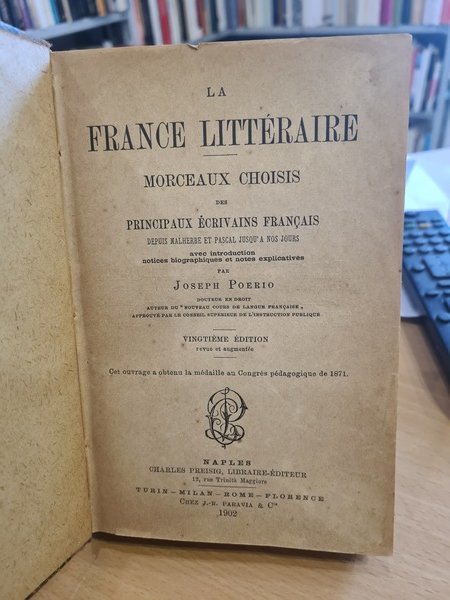 LA
FRANCE LITTÉRAIRE
MORCEAUX CHOISIS
DES
PRINCIPAUX ÉCRIVAINS FRANÇAIS
DEPUIS MALHERBE ET PASCAL JUSQU'A NOS JOURS
avec introduction
notices biographiques et notes explicatives
PAR
JOSEPH POERIO
DOCTEUR EN DROIT
AUTEUR DU "NOUVEAU COURS DE LANGUE FRANÇAISE„
APPROUVÉ PAR LE CONSEIL SUPERIEUR DE L'INSTRUCTION PUBLIQUE
VINGTIÈME ÉDITION
revue et augmentée
Cet ouvrage a obtenu la médaille au Congrès pédagogique de 1871.
NAPLES
CHARLES PREISIG, LIBRAIRE-ÉDITEUR
12, rue Trinità Maggiore
TURIN – MILAN – ROME – FLORENCE
CHEZ J.-B. PARAVIA & Cie
1902